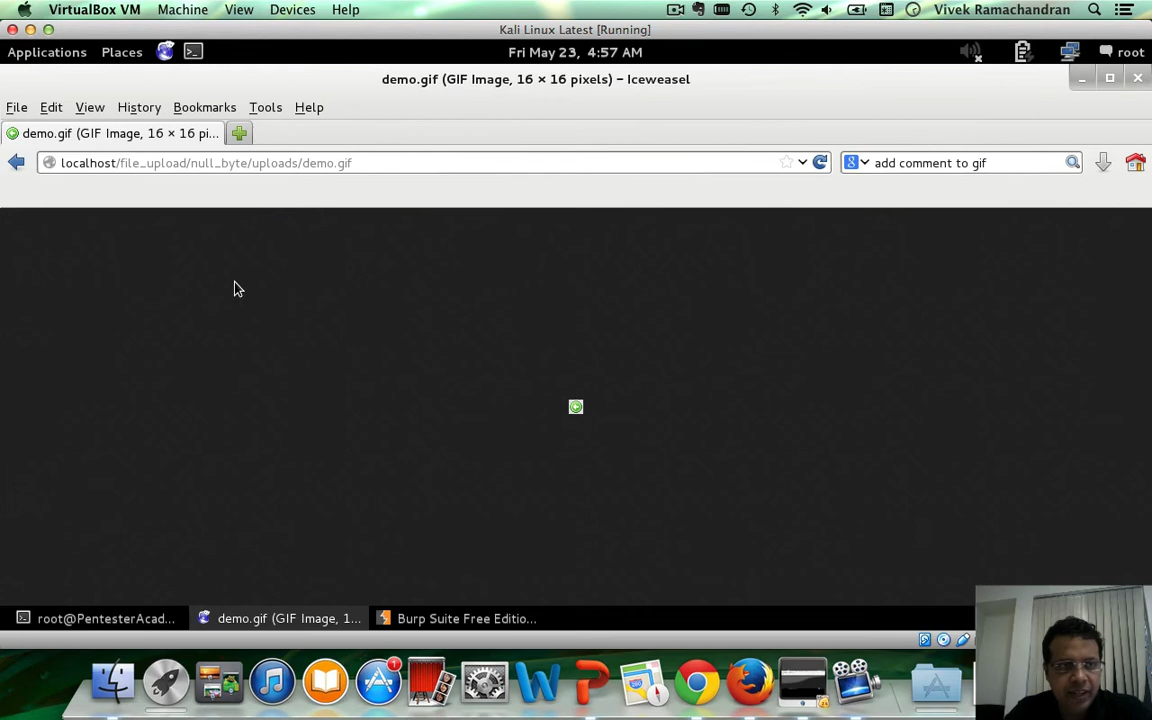 VirtualBox VM Machine View Devices Help Vivek Ramachandran
Kali Linux Latest [Running]
Applications Places Fri May 23, 4:57 AM root
demo.gif (GIF Image, 16 × 16 pixels) - Iceweasel
File Edit View History Bookmarks Tools Help
demo.gif (GIF Image, 16 × 16 pi...
localhost/file_upload/null_byte/uploads/demo.gif add comment to gif
root@PentesterAcad... demo.gif (GIF Image, 1... Burp Suite Free Editio...